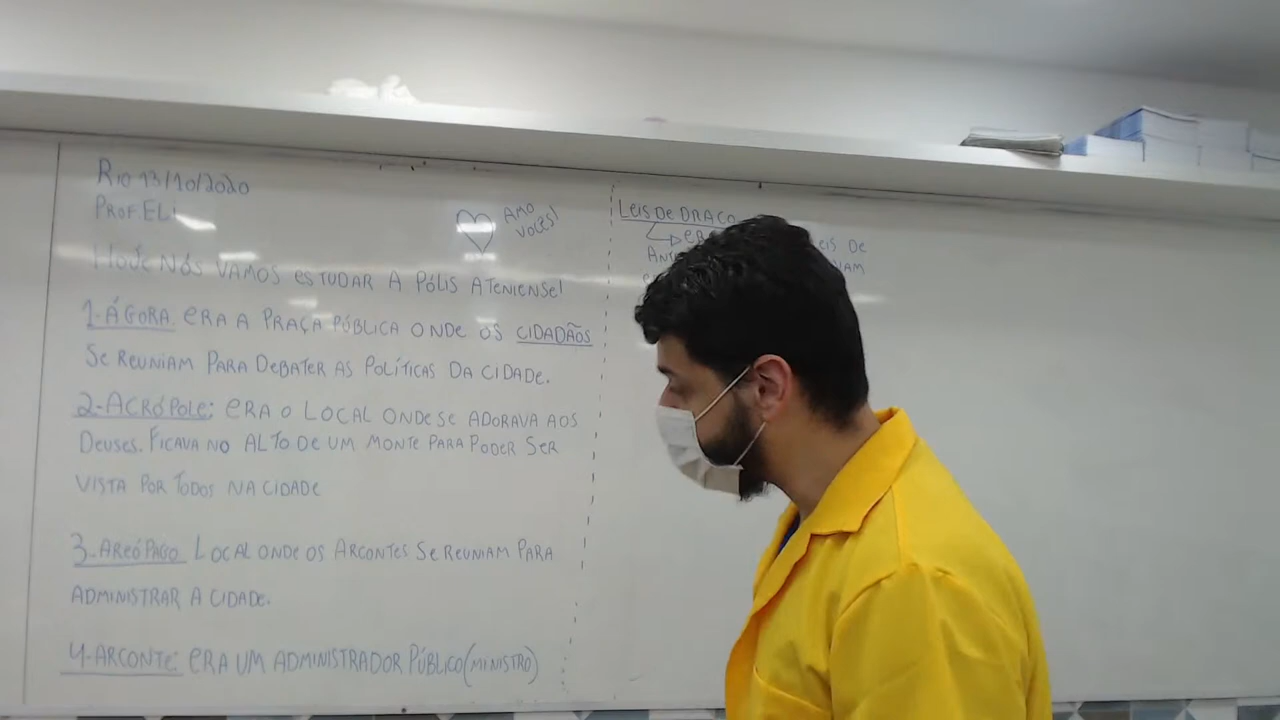 Rio 13/10/2020
PROF ELi
AMO
VOCÊS!
HOJE NÓS VAMOS ESTUDAR A PÓLIS ATENIENSE!
1-ÁGORA. ERA A PRAÇA PÚBLICA ONDE OS CIDADÃOS
SE REUNIAM PARA DEBATER AS POLÍTICAS DA CIDADE.
2-ACRÓPOLE: ERA O LOCAL ONDE SE ADORAVA AOS
DEUSES. FICAVA NO ALTO DE UM MONTE PARA PODER SER
VISTA POR TODOS NA CIDADE
3-AREÓPAGO LOCAL ONDE OS ARCONTES SE REUNIAM PARA
ADMINISTRAR A CIDADE.
4-ARCONTE: ERA UM ADMINISTRADOR PÚBLICO (MINISTRO)
LEIS DE DRACO
DE